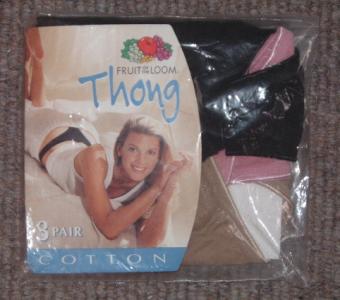 FRUIT OF THE LOOM.
Thong
3 PAIR
COTTON